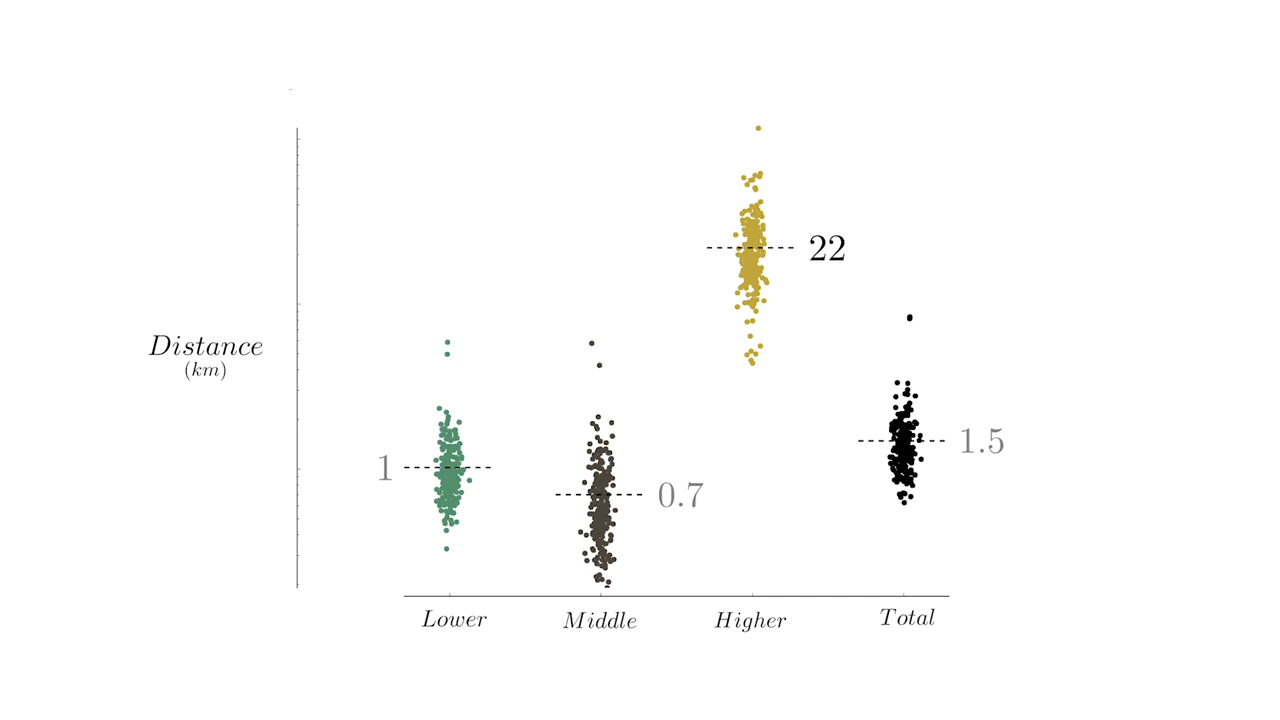 22
Distance
(km)
1
1.5
0.7
Lower
Middle
Higher
Total